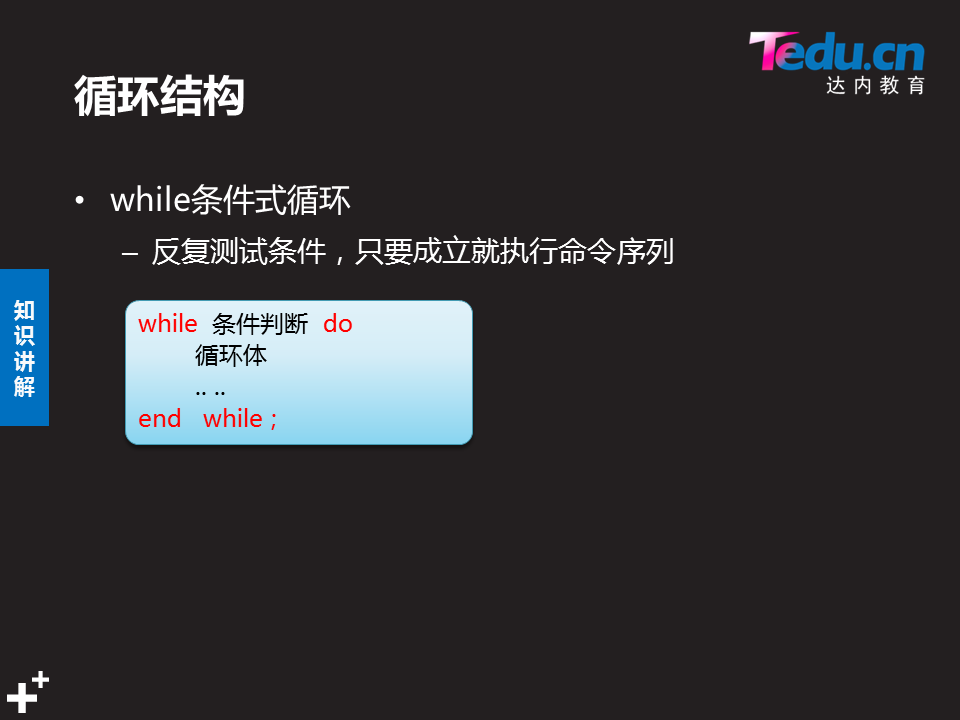 Tedu.cn
达内教育
循环结构
• while条件式循环
– 反复测试条件，只要成立就执行命令序列
知识讲解
while 条件判断 do
循环体
.. ..
end while ;